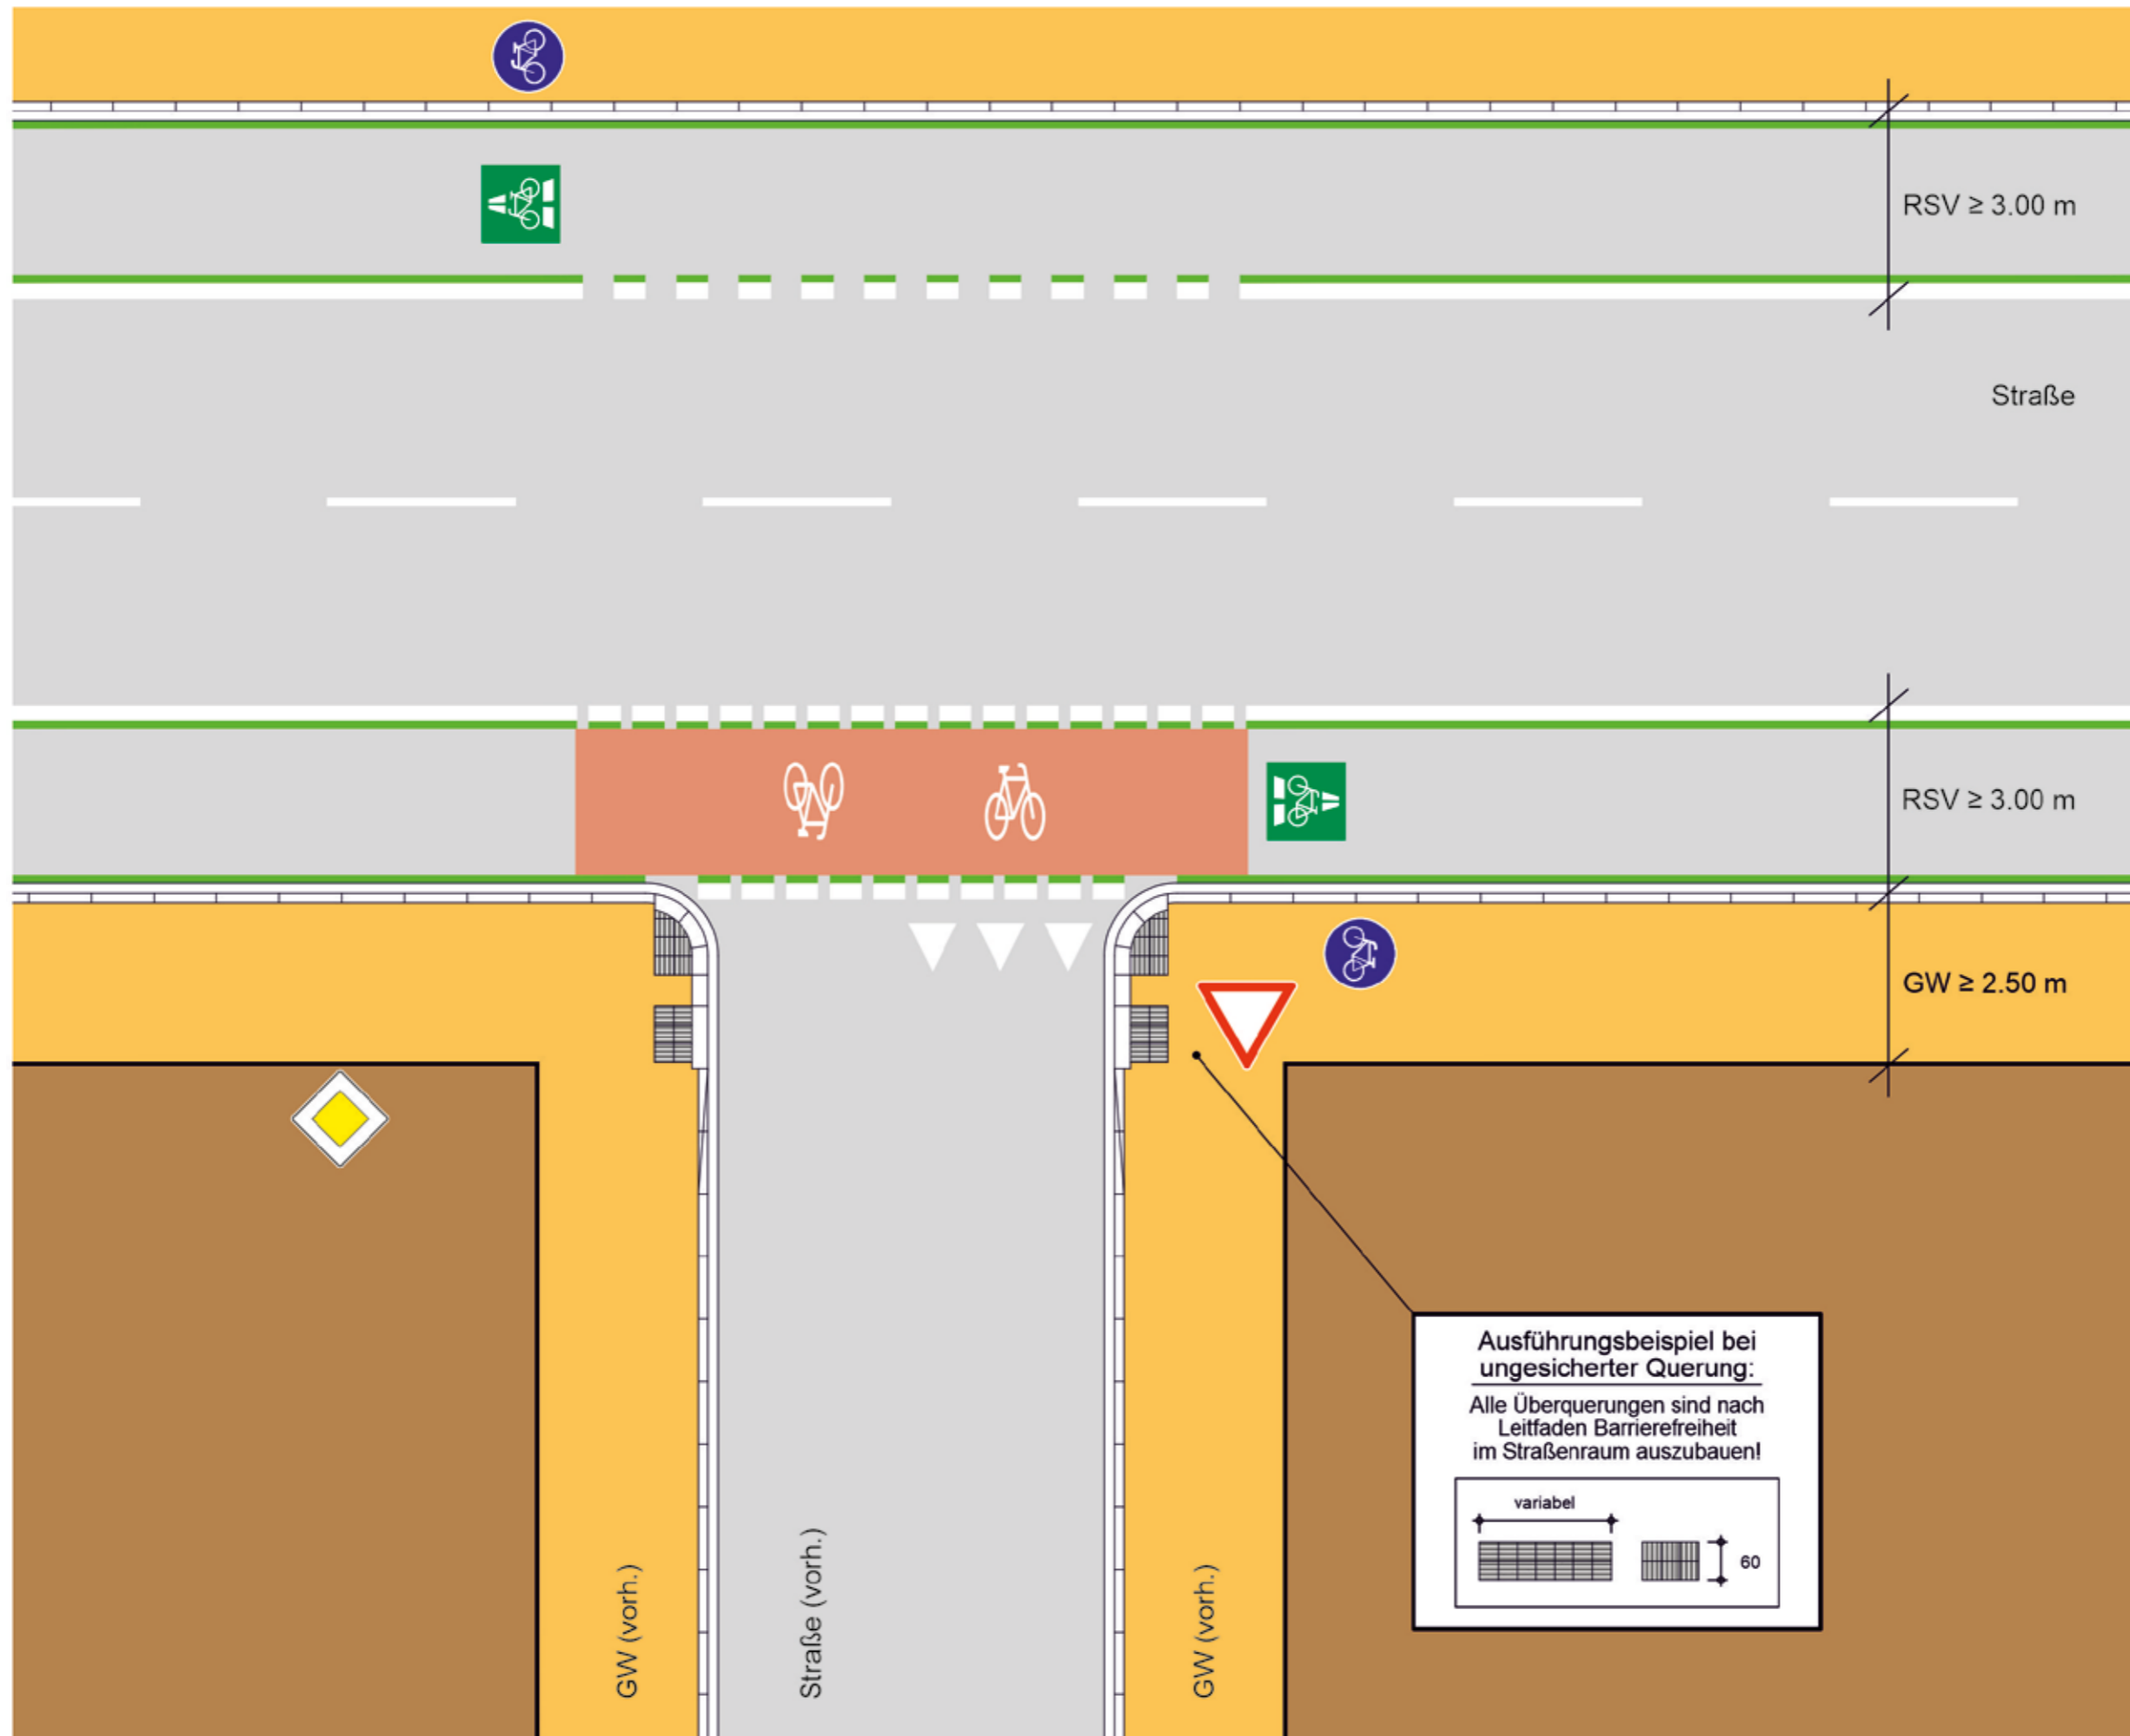 RSV ≥ 3.00 m
Straße
RSV ≥ 3.00 m
GW ≥ 2.50 m
Ausführungsbeispiel bei
ungesicherter Querung:
Alle Überquerungen sind nach
Leitfaden Barrierefreiheit
im Straßenraum auszubauen!
variabel
60
GW (vorh.)
Straße (vorh.)
GW (vorh.)